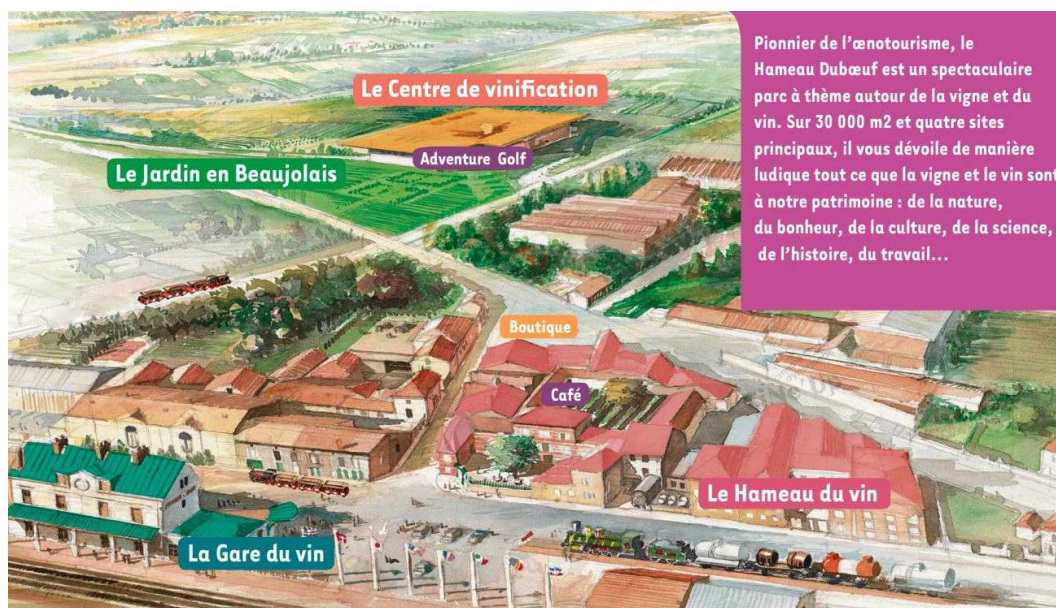 Pionnier de l'œnotourisme, le
Hameau Dubœuf est un spectaculaire
parc à thème autour de la vigne et du
vin. Sur 30 000 m2 et quatre sites
principaux, il vous dévoile de manière
ludique tout ce que la vigne et le vin sont
à notre patrimoine : de la nature,
du bonheur, de la culture, de la science,
de l'histoire, du travail...
Le Centre de vinification
Adventure Golf
Le Jardin en Beaujolais
Boutique
Café
Le Hameau du vin
La Gare du vin